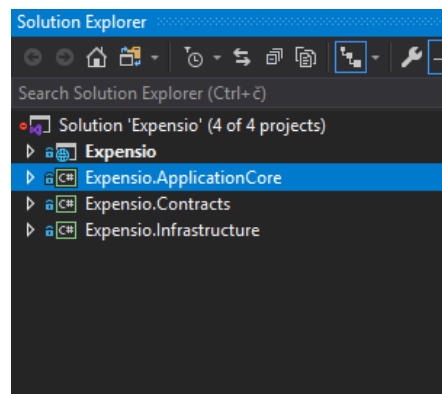 Solution Explorer
Search Solution Explorer (Ctrl+č)
Solution 'Expensio' (4 of 4 projects)
Expensio
C# Expensio.ApplicationCore
C# Expensio.Contracts
C# Expensio.Infrastructure